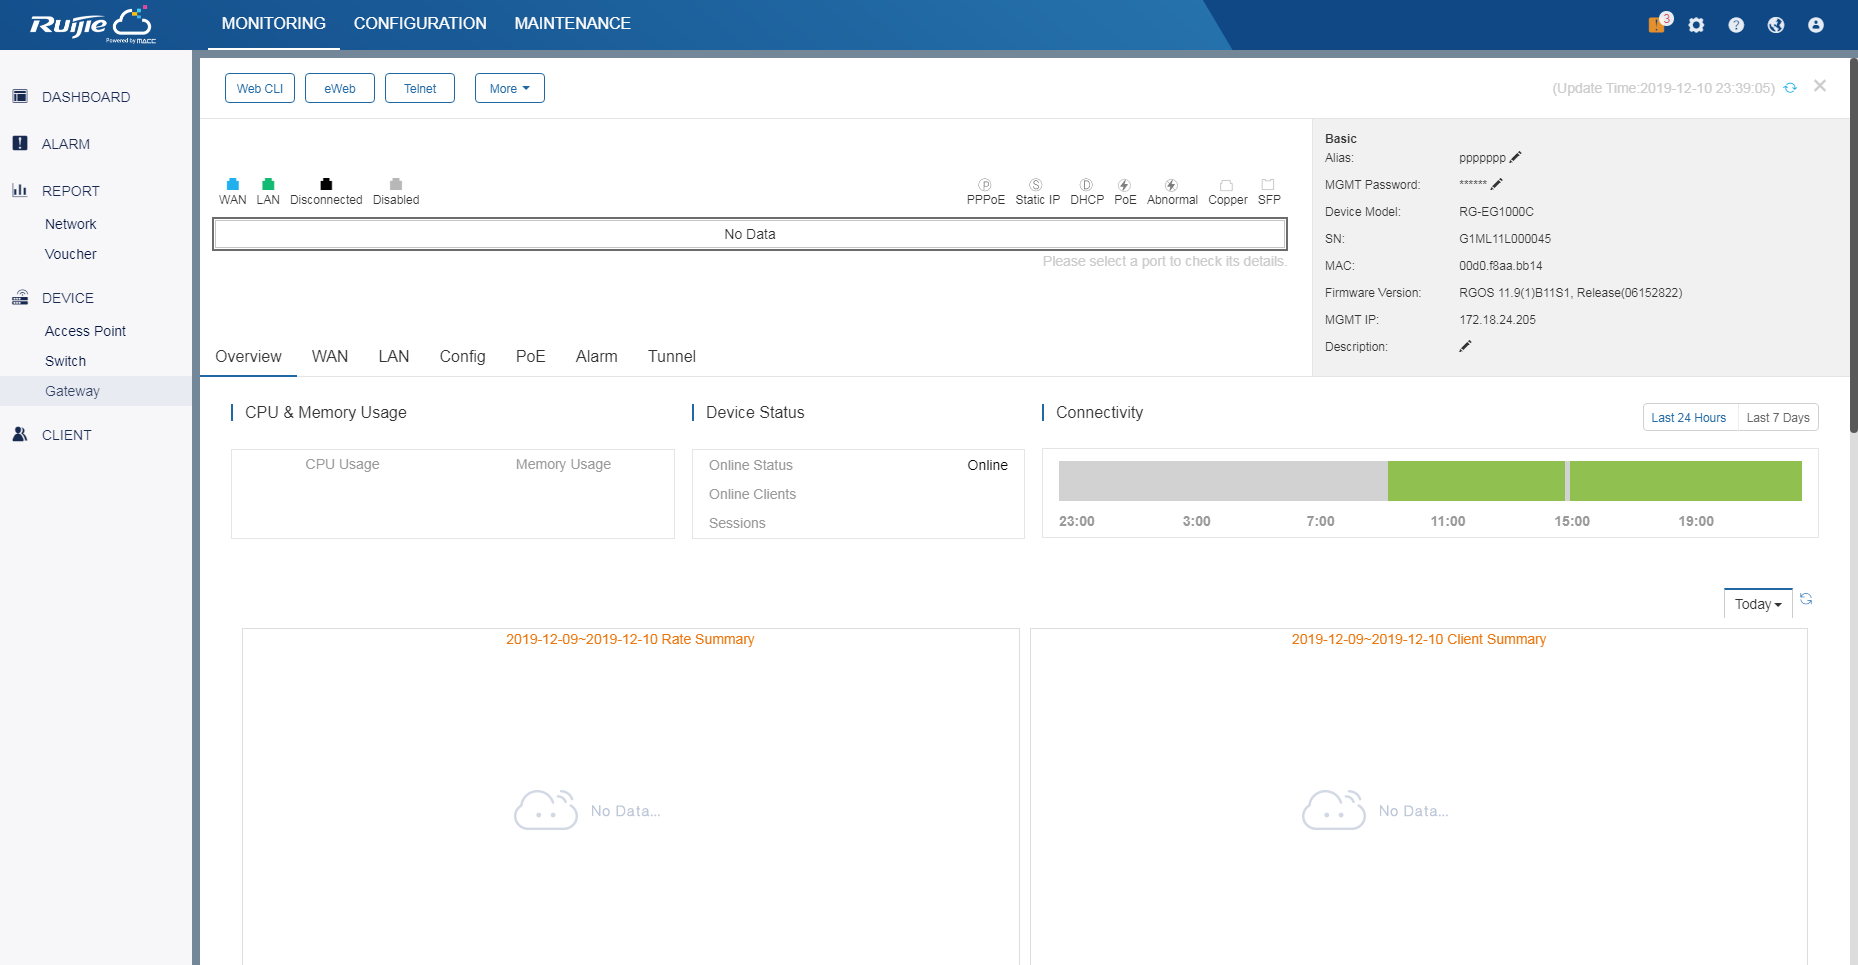 Ruijie
Powered by MACC
MONITORING CONFIGURATION MAINTENANCE
3
DASHBOARD
ALARM
REPORT
Network
Voucher
DEVICE
Access Point
Switch
Gateway
CLIENT
Web CLI eWeb Telnet More
(Update Time:2019-12-10 23:39:05)
WAN LAN Disconnected Disabled
PPPoE Static IP DHCP PoE Abnormal Copper SFP
No Data
Please select a port to check its details.
Basic
Alias: ppppppp
MGMT Password: ******
Device Model: RG-EG1000C
SN: G1ML11L000045
MAC: 00d0.f8aa.bb14
Firmware Version: RGOS 11.9(1)B11S1, Release(06152822)
MGMT IP: 172.18.24.205
Description:
Overview WAN LAN Config PoE Alarm Tunnel
CPU & Memory Usage
CPU Usage Memory Usage
Device Status
Online Status Online
Online Clients
Sessions
Connectivity
Last 24 Hours Last 7 Days
23:00 3:00 7:00 11:00 15:00 19:00
Today
2019-12-09~2019-12-10 Rate Summary
No Data...
2019-12-09~2019-12-10 Client Summary
No Data...